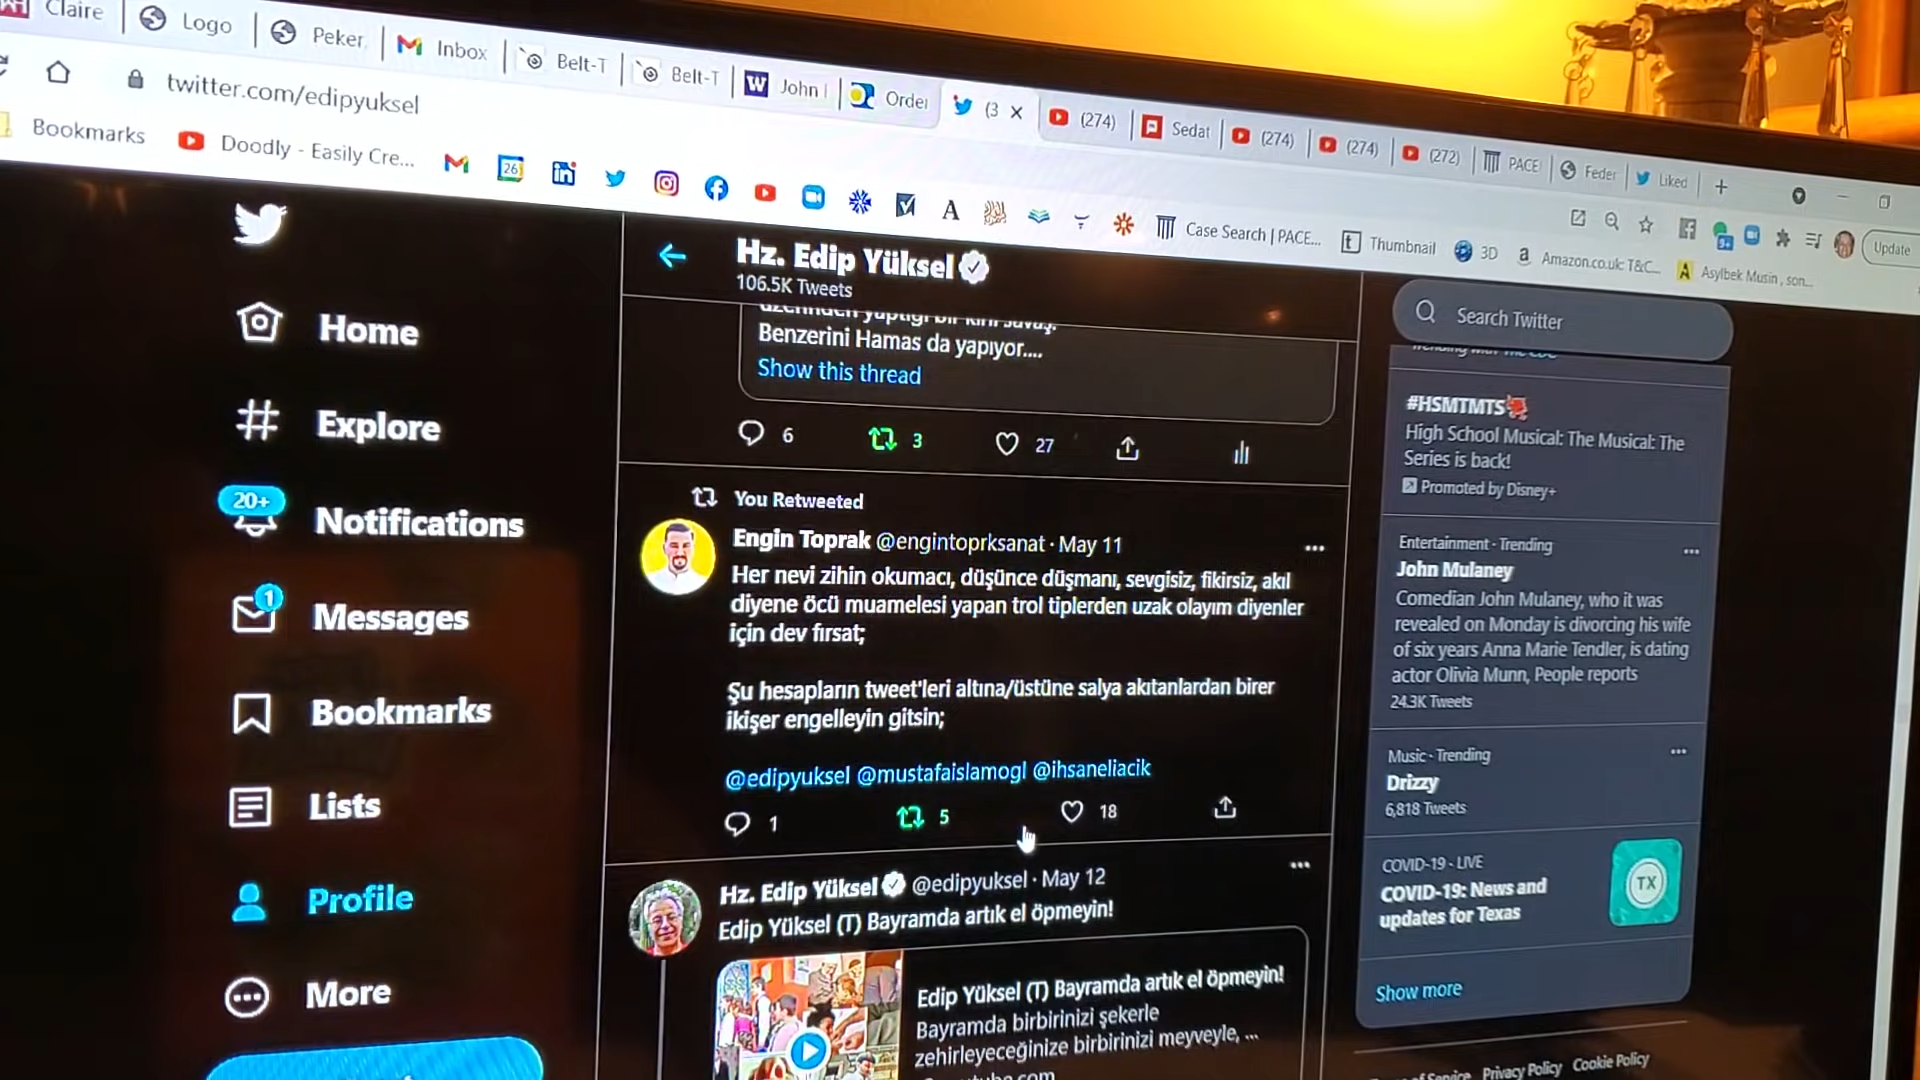 Claire
Logo
Peker
Inbox
Belt-T
Belt-T
John
Order
(3
(274)
Sedat
(274)
(274)
(272)
PACE
Feder
Liked
twitter.com/edipyuksel
Update
Bookmarks
Doodly - Easily Cre...
26
Case Search | PACE...
Thumbnail
3D
Amazon.co.uk: T&C...
Asylbek Musin , son...
Home
Explore
20+
Notifications
1
Messages
Bookmarks
Lists
Profile
More
Hz. Edip Yüksel
106.5K Tweets
üzerinden yaptığı bir kirli savaş.
Benzerini Hamas da yapıyor....
Show this thread
6
3
27
You Retweeted
Engin Toprak @engintoprksanat · May 11
Her nevi zihin okumacı, düşünce düşmanı, sevgisiz, fikirsiz, akıl
diyene öcü muamelesi yapan trol tiplerden uzak olayım diyenler
için dev fırsat;
Şu hesapların tweet'leri altına/üstüne salya akıtanlardan birer
ikişer engelleyin gitsin;
@edipyuksel @mustafaislamogl @ihsaneliacik
1
5
18
Hz. Edip Yüksel @edipyuksel · May 12
Edip Yüksel (T) Bayramda artık el öpmeyin!
Edip Yüksel (T) Bayramda artık el öpmeyin!
Bayramda birbirinizi şekerle
zehirleyeceğinize birbirinizi meyveyle, ...
Search Twitter
#HSMTMTS
High School Musical: The Musical: The
Series is back!
Promoted by Disney+
Entertainment · Trending
John Mulaney
Comedian John Mulaney, who it was
revealed on Monday is divorcing his wife
of six years Anna Marie Tendler, is dating
actor Olivia Munn, People reports
24.3K Tweets
Music · Trending
Drizzy
6,818 Tweets
COVID-19 · LIVE
COVID-19: News and
updates for Texas
TX
Show more
of Service Privacy Policy Cookie Policy